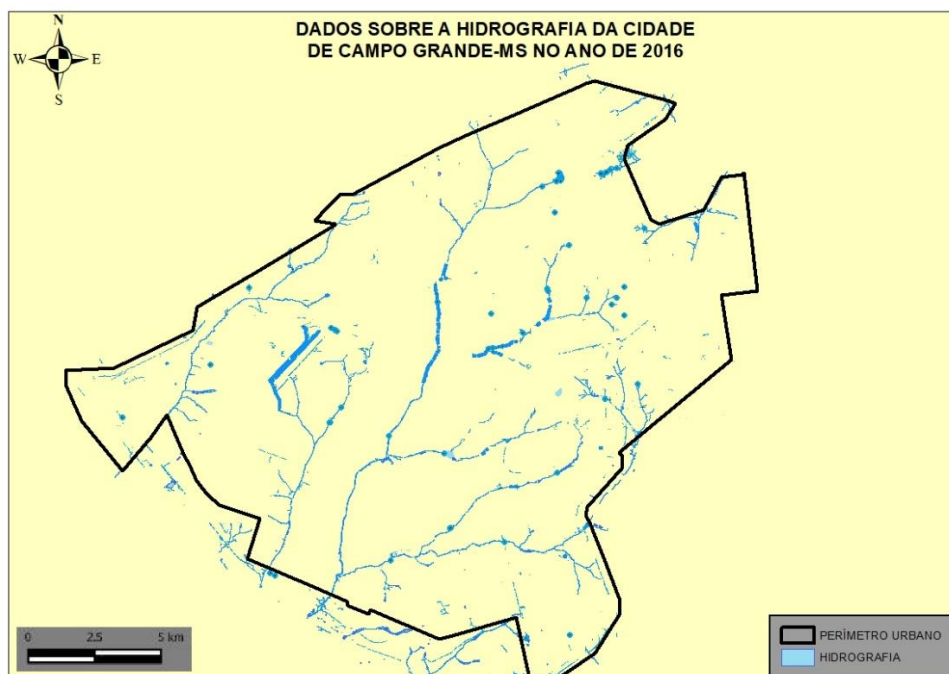 DADOS SOBRE A HIDROGRAFIA DA CIDADE
DE CAMPO GRANDE-MS NO ANO DE 2016
N
W E
S
0 2.5 5 km
PERÍMETRO URBANO
HIDROGRAFIA